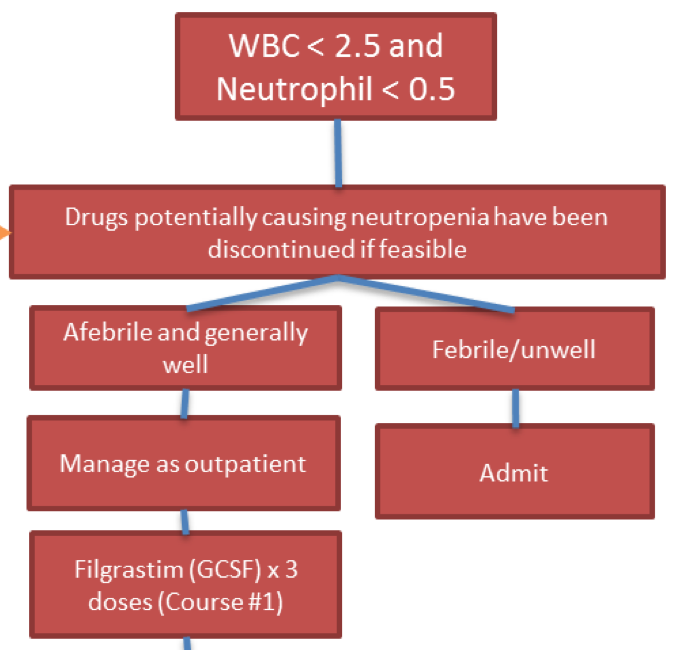 WBC < 2.5 and
Neutrophil < 0.5
Drugs potentially causing neutropenia have been
discontinued if feasible
Afebrile and generally
well
Febrile/unwell
Manage as outpatient
Admit
Filgrastim (GCSF) x 3
doses (Course #1)